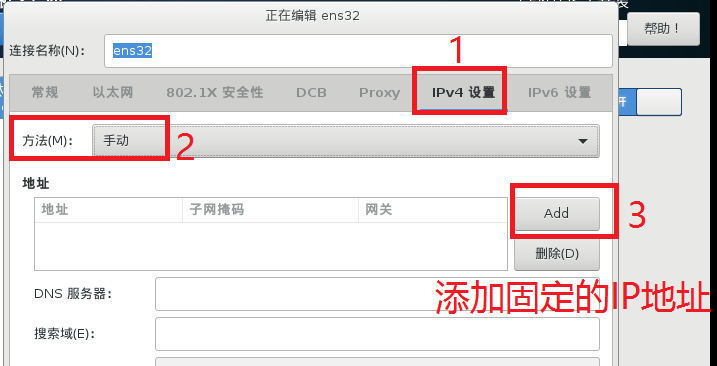 正在编辑 ens32
帮助！
连接名称(N)： ens32
1
常规 以太网 802.1X 安全性 DCB Proxy IPv4 设置 IPv6 设置
开
方法(M)： 手动
2
地址
地址 子网掩码 网关
Add
3
删除(D)
DNS 服务器：
添加固定的IP地址
搜索域(E)：